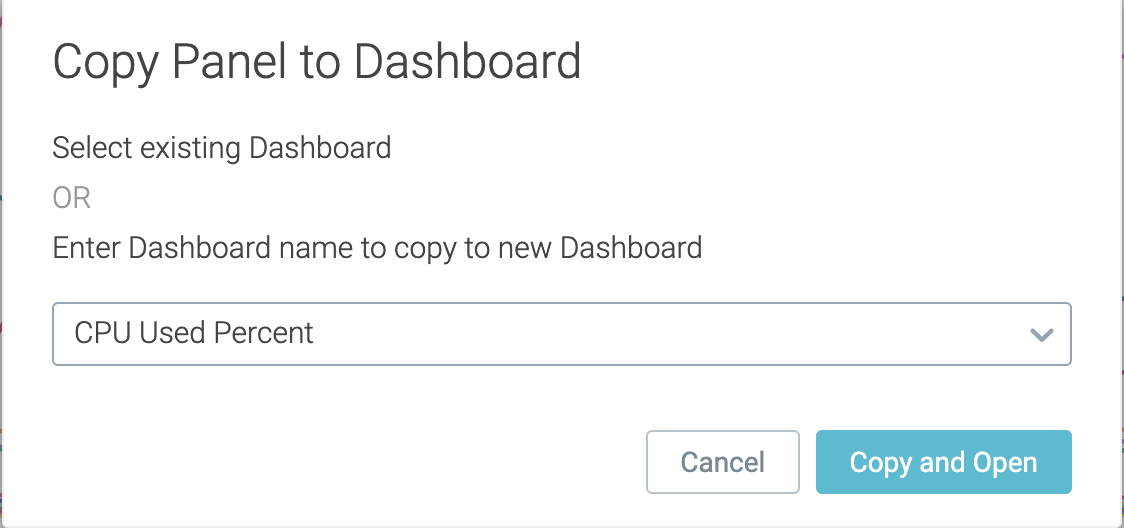 Copy Panel to Dashboard
Select existing Dashboard
OR
Enter Dashboard name to copy to new Dashboard
CPU Used Percent
Cancel
Copy and Open